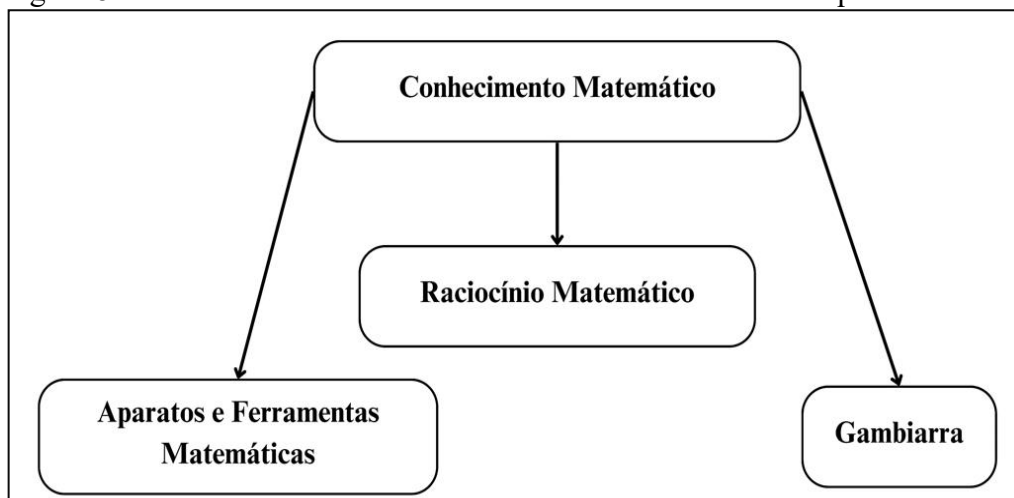 Conhecimento Matemático
Raciocínio Matemático
Aparatos e Ferramentas
Matemáticas
Gambiarra